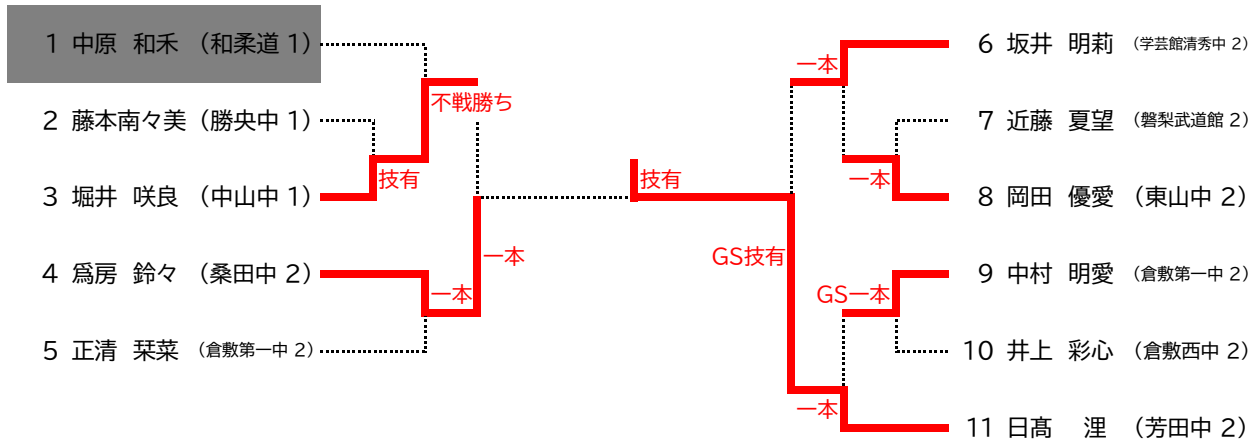 1 中原 和禾 （和柔道 1）
不戦勝ち
2 藤本南々美（勝央中 1）
技有
3 堀井 咲良 （中山中 1）
一本
4 爲房 鈴々 （桑田中 2）
一本
5 正清 栞菜 （倉敷第一中 2）
技有
GS技有
6 坂井 明莉 （学芸館清秀中 2）
一本
7 近藤 夏望 （磐梨武道館 2）
一本
8 岡田 優愛 （東山中 2）
9 中村 明愛 （倉敷第一中 2）
GS一本
10 井上 彩心 （倉敷西中 2）
一本
11 日髙 浬 （芳田中 2）